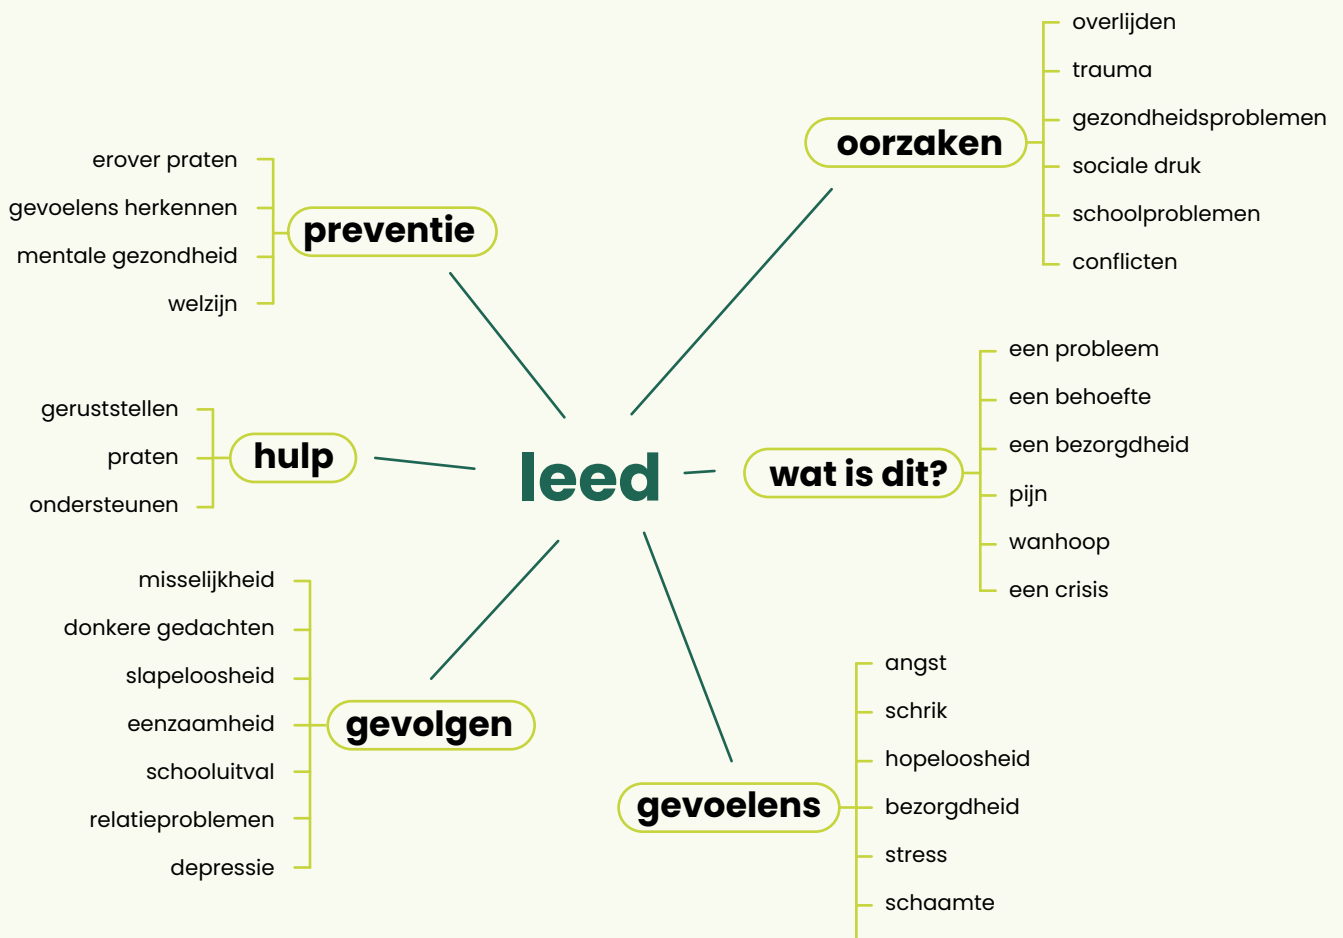 overlijden
trauma
gezondheidsproblemen
sociale druk
schoolproblemen
conflicten
oorzaken
erover praten
gevoelens herkennen
mentale gezondheid
welzijn
preventie
een probleem
een behoefte
een bezorgdheid
pijn
wanhoop
een crisis
wat is dit?
geruststellen
praten
ondersteunen
hulp
leed
misselijkheid
donkere gedachten
slapeloosheid
eenzaamheid
schooluitval
relatieproblemen
depressie
gevolgen
angst
schrik
hopeloosheid
bezorgdheid
stress
schaamte
gevoelens